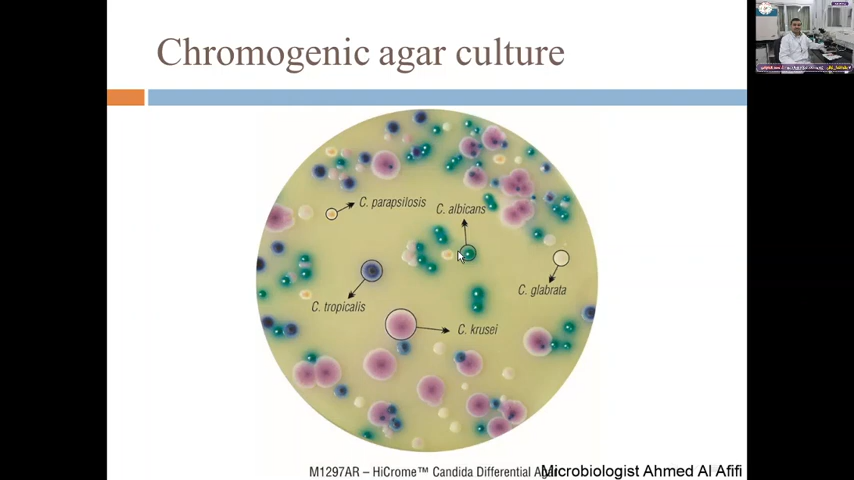 Chromogenic agar culture
C. parapsilosis
C. albicans
C. glabrata
C. tropicalis
C. krusei
M1297AR – HiCrome™ Candida Differential
Microbiologist Ahmed Al Afifi